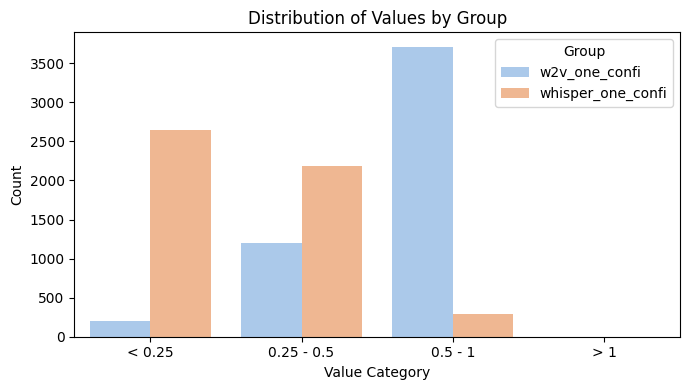 Distribution of Values by Group
Group
w2v_one_confi
whisper_one_confi
Count
3500
3000
2500
2000
1500
1000
500
0
< 0.25
0.25 - 0.5
0.5 - 1
> 1
Value Category